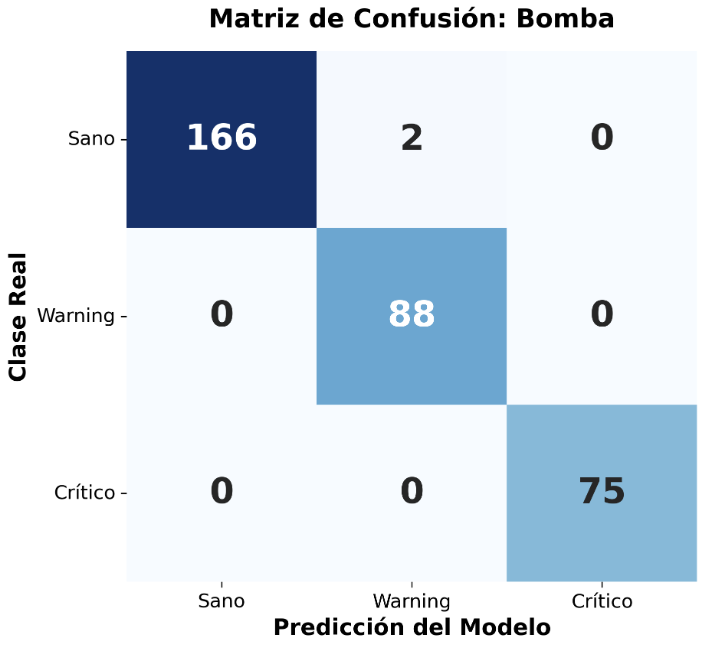 Matriz de Confusión: Bomba
Sano 166 2 0
Warning 0 88 0
Crítico 0 0 75
Clase Real
Sano Warning Crítico
Predicción del Modelo